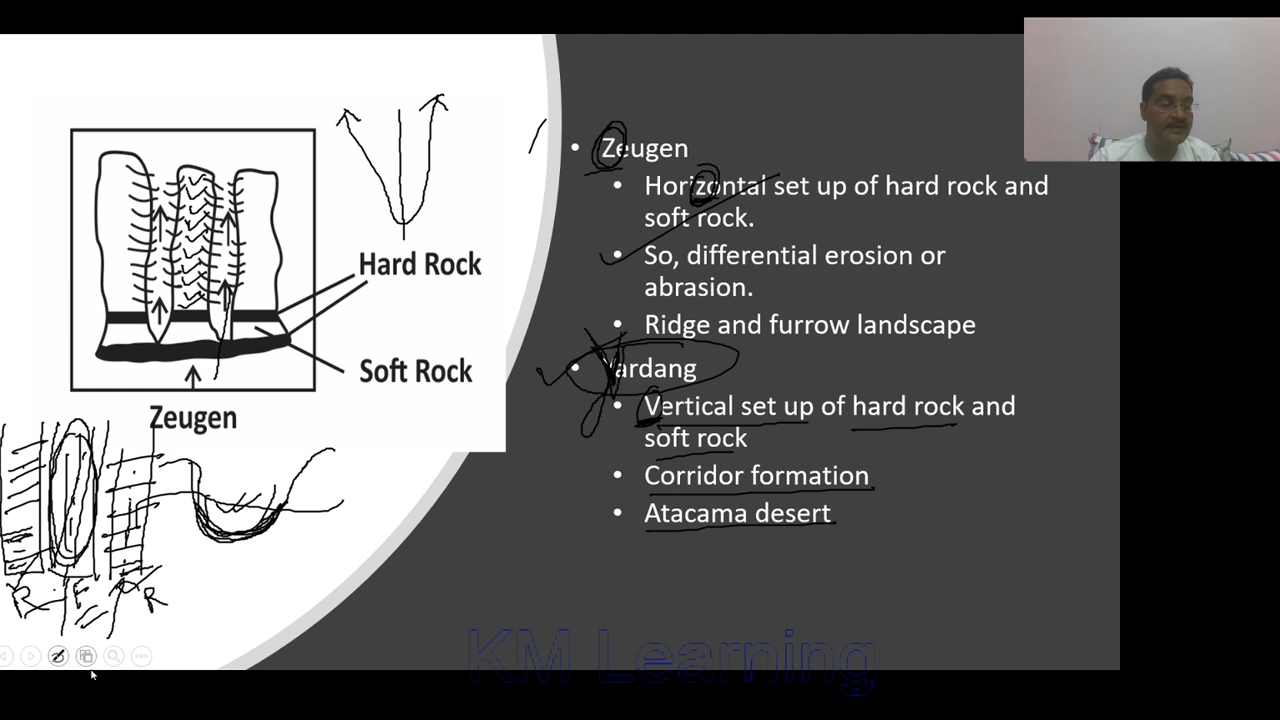 Hard Rock
Soft Rock
Zeugen
R F R
• Zeugen
• Horizontal set up of hard rock and
soft rock.
• So, differential erosion or
abrasion.
• Ridge and furrow landscape
• Yardang
• Vertical set up of hard rock and
soft rock
• Corridor formation
• Atacama desert
KM Learning